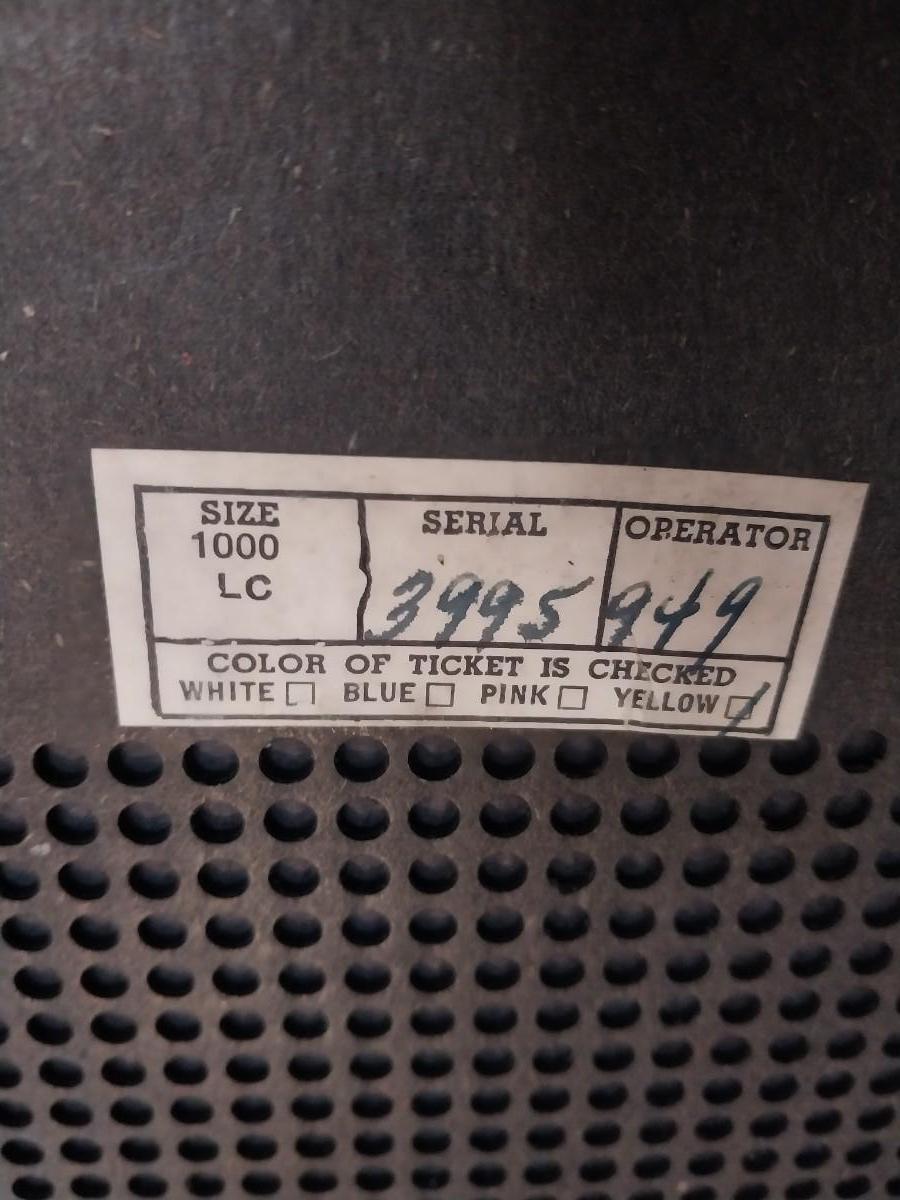 SIZE SERIAL OPERATOR
1000
LC 3995 949
COLOR OF TICKET IS CHECKED
WHITE □ BLUE □ PINK □ YELLOW ☑